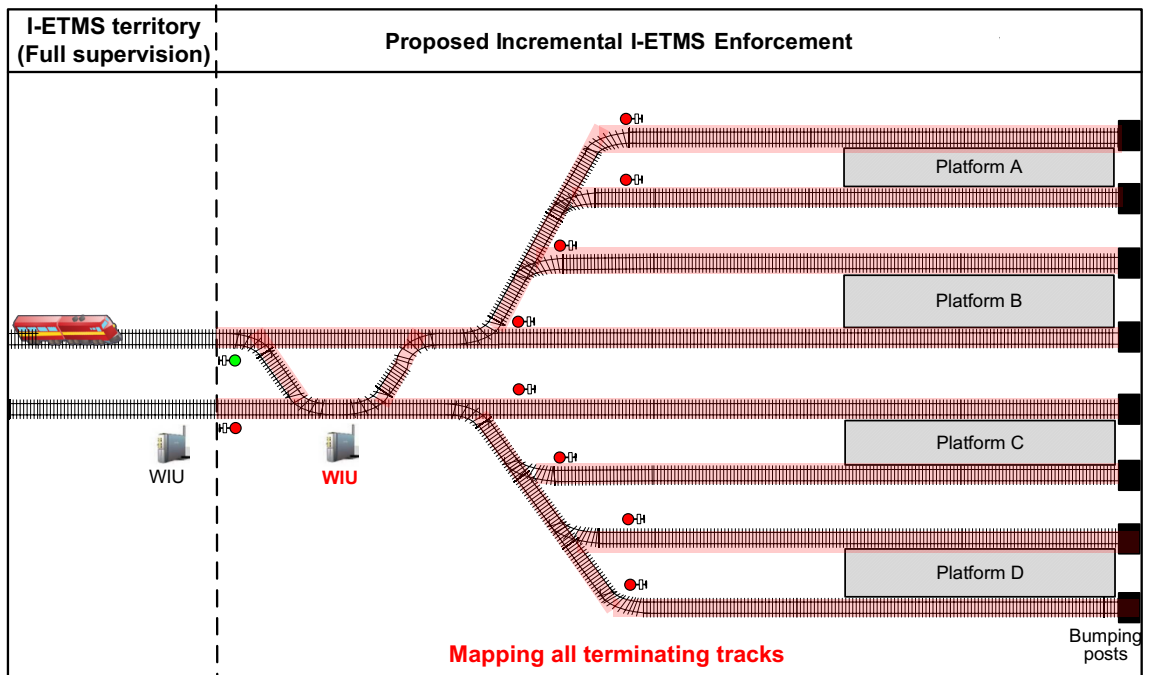 I-ETMS territory
(Full supervision)
Proposed Incremental I-ETMS Enforcement
Platform A
Platform B
Platform C
WIU
WIU
Platform D
Bumping
posts
Mapping all terminating tracks